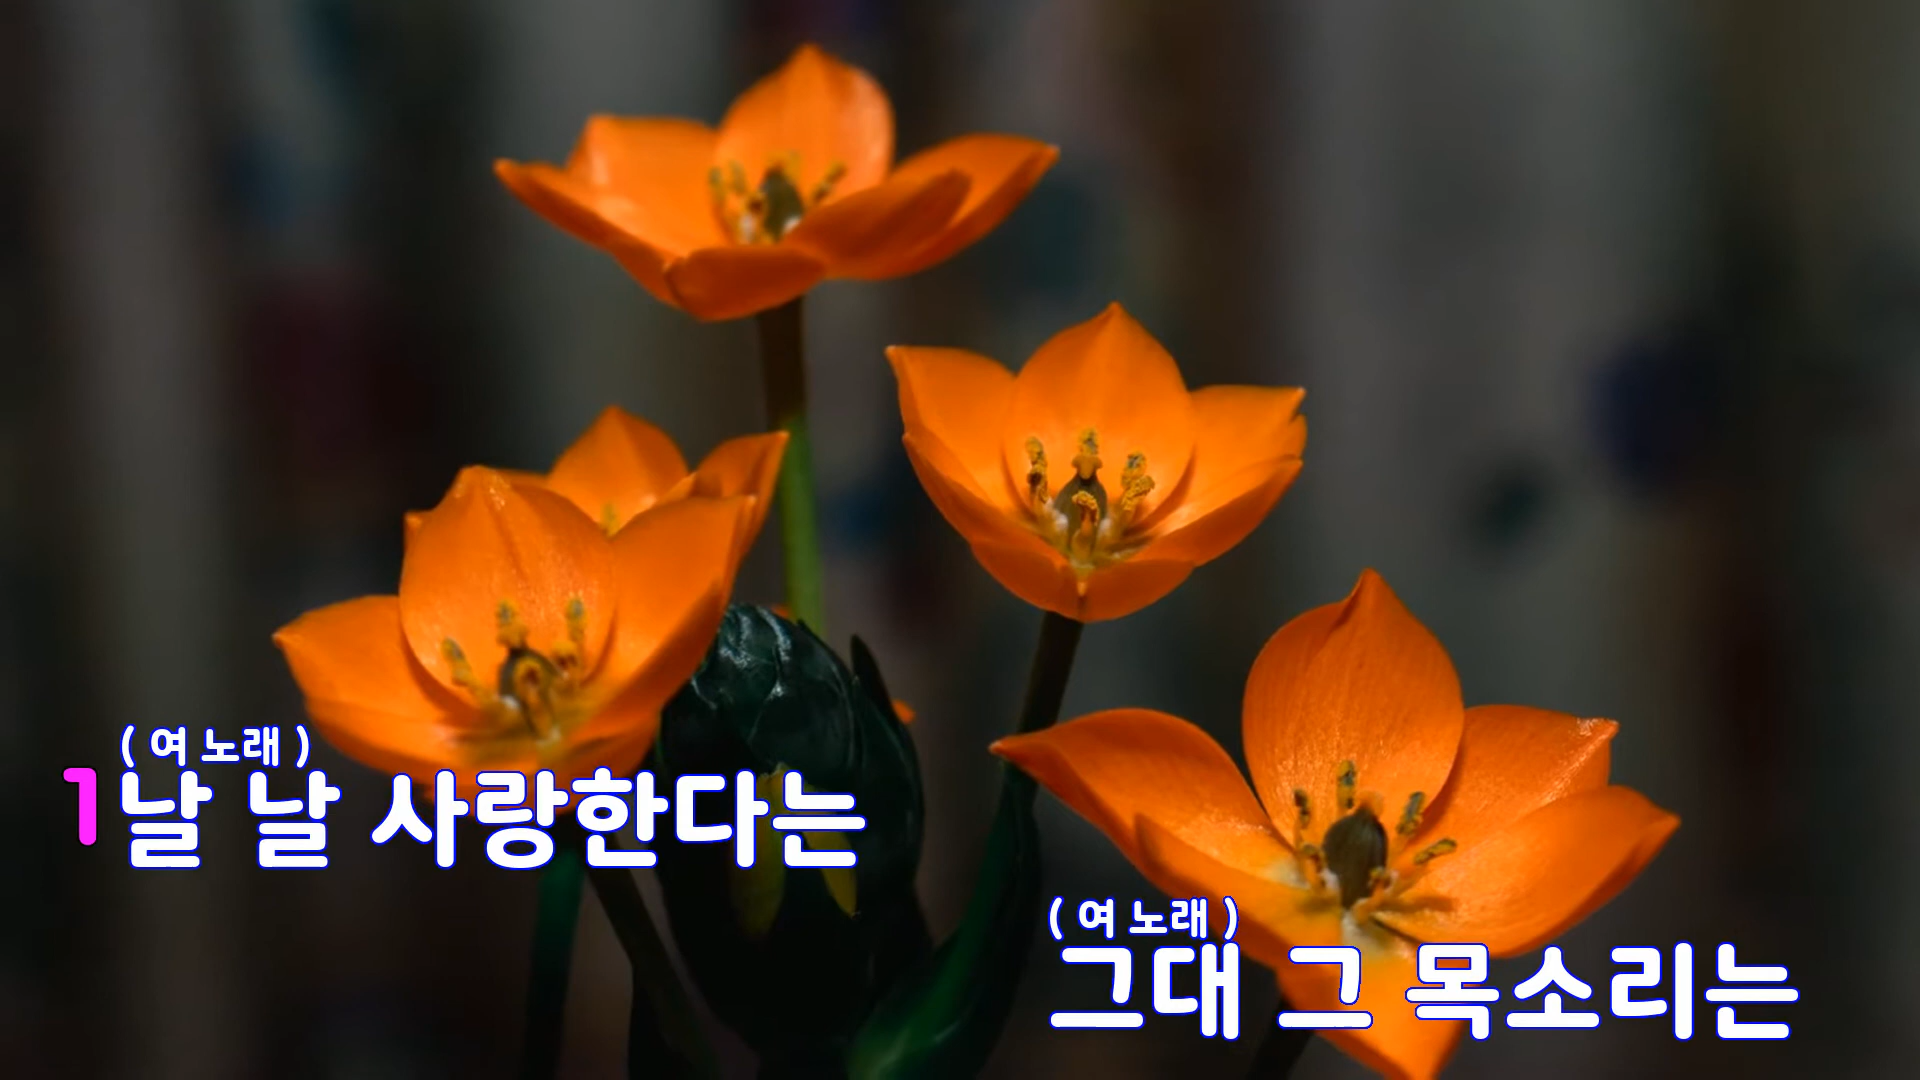 ( 여 노래 )
1 날 날 사랑한다는
( 여 노래 )
그대 그 목소리는